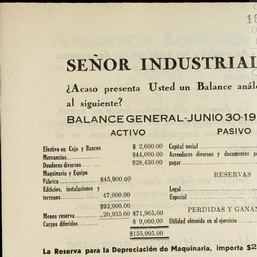 SEÑOR INDUSTRIAL
¿Acaso presenta Usted un Balance
al siguiente?
BALANCE GENERAL-JUNIO 30-19
ACTIVO PASIVO
Efectivo en Caja y Bancos $ 2,600.00 Capital social
Mercancías $44,000.00 Acreedores diversos y documentos
Deudores diversos $28,430.00 pagar
Maquinaria y Equipo RESERVAS
Fábrica $45,900.00
Edificios, instalaciones y Legal
terrenos 47,000.00 Especial
$92,900.00 PERDIDAS Y
Menos reserva 20,935.00 $71,965.00
Cargos diferidos $ 9,000.00 Utilidad obtenida en el ejercicio
$155,995.00
La Reserva para la Depreciación de Maquinaria, importa